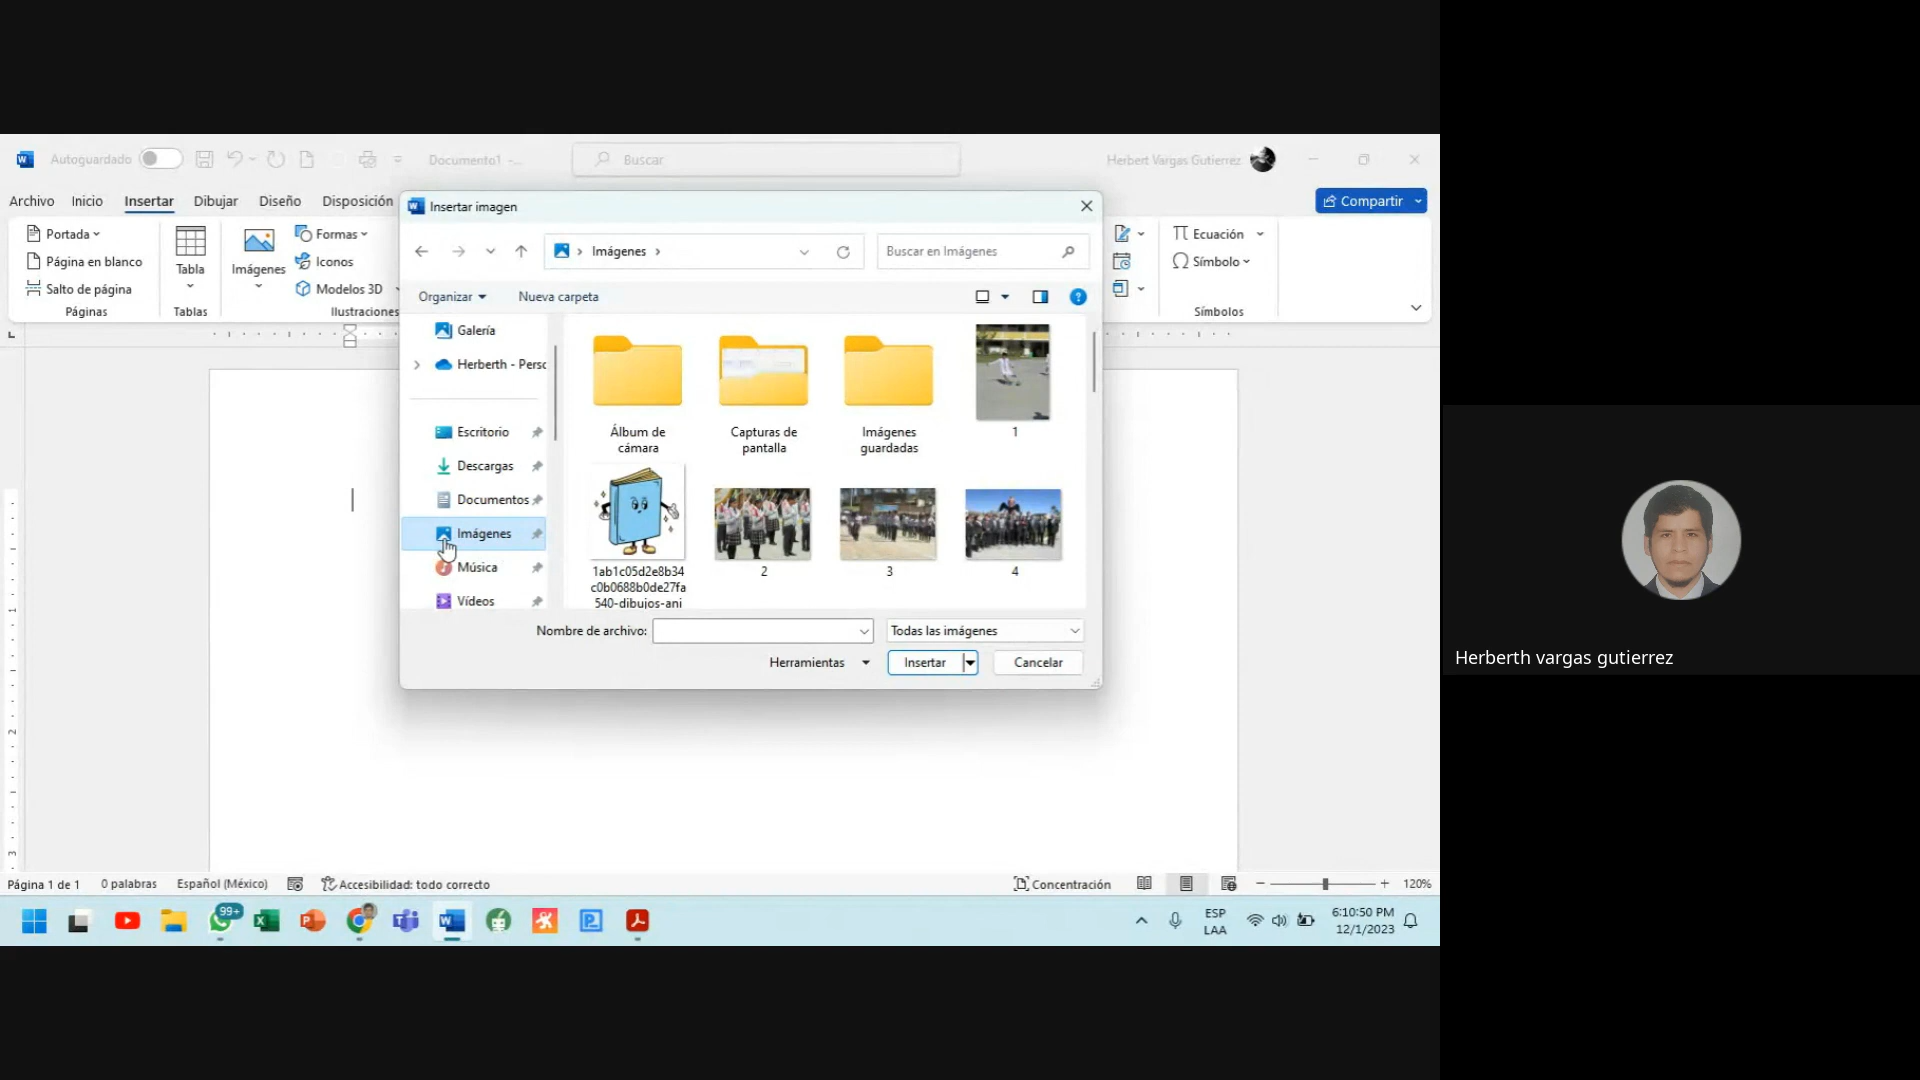 Autoguardado
Documento1 -...
Buscar
Herbert Vargas Gutierrez
Archivo Inicio Insertar Dibujar Diseño Disposición
Compartir
Portada
Página en blanco
Salto de página
Páginas
Tabla
Tablas
Imágenes
Formas
Iconos
Modelos 3D
Ilustraciones
Ecuación
Símbolo
Símbolos
Insertar imagen
Imágenes
Buscar en Imágenes
Organizar
Nueva carpeta
Galería
Herberth - Perso
Escritorio
Descargas
Documentos
Imágenes
Música
Vídeos
Álbum de
cámara
Capturas de
pantalla
Imágenes
guardadas
1
1ab1c05d2e8b34
c0b0688b0de27fa
540-dibujos-ani
2
3
4
Nombre de archivo:
Todas las imágenes
Herramientas
Insertar
Cancelar
1
2
3
Página 1 de 1
0 palabras
Español (México)
Accesibilidad: todo correcto
Concentración
120%
99+
ESP
LAA
6:10:50 PM
12/1/2023
Herberth vargas gutierrez